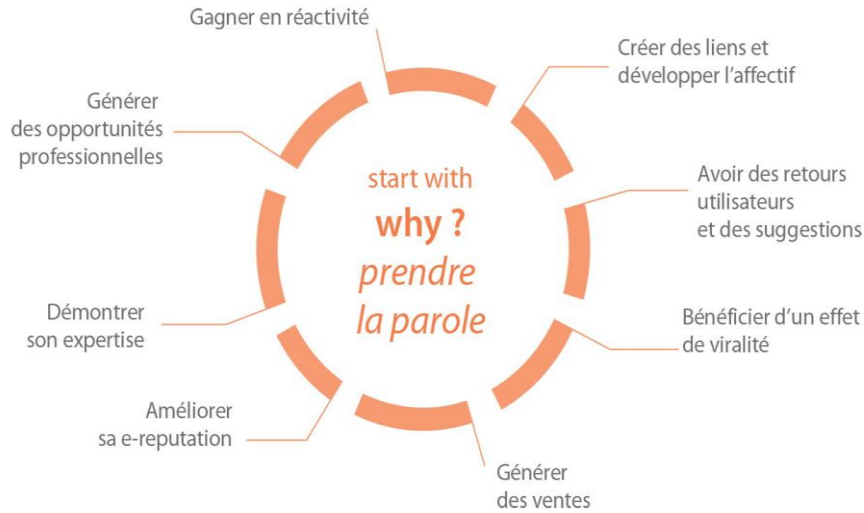 Gagner en réactivité
Créer des liens et
développer l'affectif
Générer
des opportunités
professionnelles
start with
why ?
prendre
la parole
Avoir des retours
utilisateurs
et des suggestions
Démontrer
son expertise
Bénéficier d'un effet
de viralité
Améliorer
sa e-reputation
Générer
des ventes